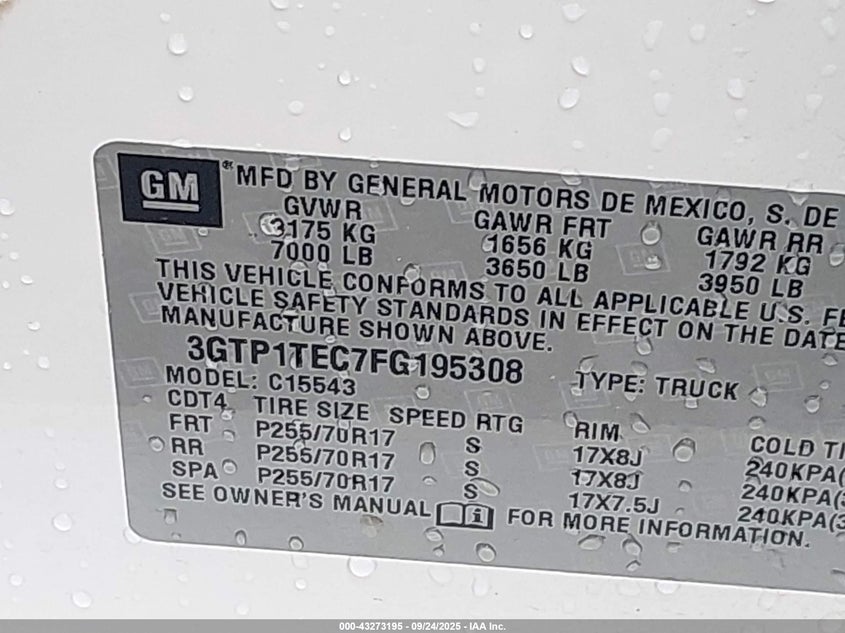 GM
®MFD BY GENERAL MOTORS DE MEXICO, S. DE
GVWR GAWR FRT GAWR RR
3175 KG 1656 KG 1792 KG
7000 LB 3650 LB 3950 LB
THIS VEHICLE CONFORMS TO ALL APPLICABLE U.S.
VEHICLE SAFETY STANDARDS IN EFFECT ON THE DATE
MANUFACTURE SHOWN ABOVE.
3GTP1TEC7FG195308
MODEL: C15543 TYPE: TRUCK
CDT4 TIRE SIZE SPEED RTG RIM COLD
FRT P255/70R17 S 17X8J 240KPA(
RR P255/70R17 S 17X8J 240KPA(
SPA P255/70R17 S 17X7.5J 240KPA(3
SEE OWNER'S MANUAL i FOR MORE INFORMATION.
000-43273195 - 09/24/2025 - IAA Inc.